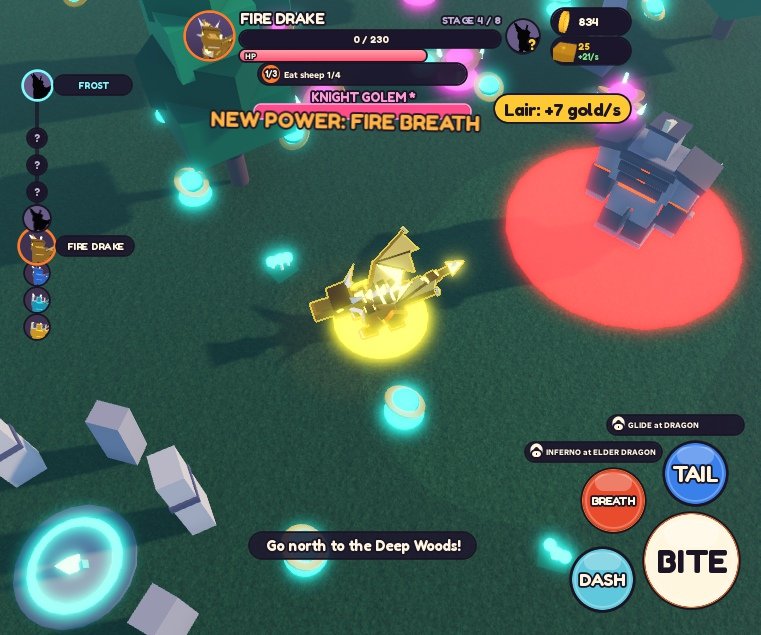 FIRE DRAKE
STAGE 4 / 8
0 / 230
HP
1/3 Eat sheep 1/4
?
834
25
+21/s
KNIGHT GOLEM *
NEW POWER: FIRE BREATH
Lair: +7 gold/s
FROST
?
?
?
FIRE DRAKE
GLIDE at DRAGON
INFERNO at ELDER DRAGON
TAIL
BREATH
BITE
DASH
Go north to the Deep Woods!